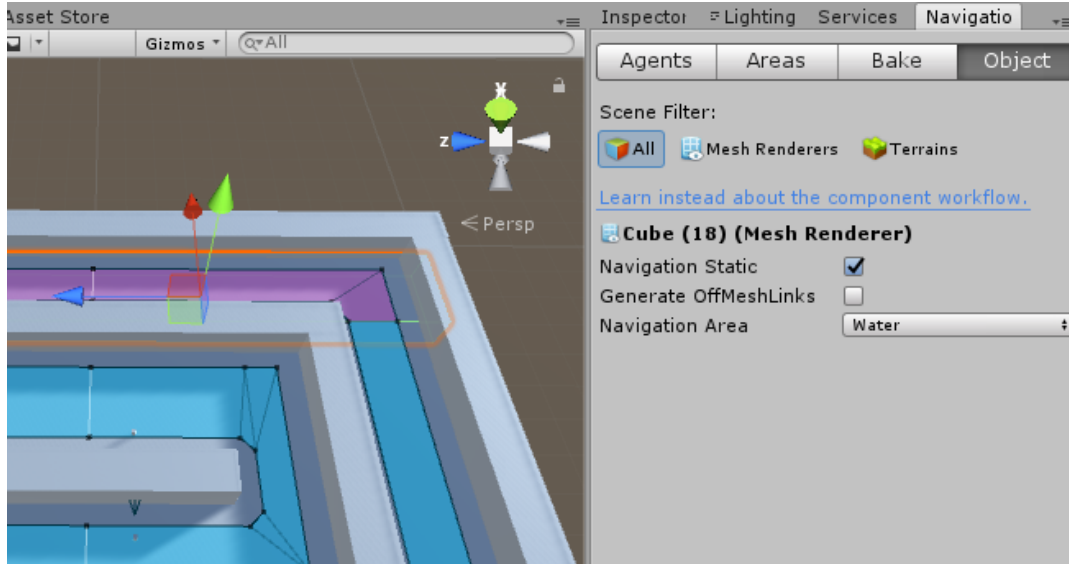 Asset Store
Inspector Lighting Services Navigatio
Gizmos All
Agents Areas Bake Object
Scene Filter:
All Mesh Renderers Terrains
Learn instead about the component workflow.
Cube (18) (Mesh Renderer)
Navigation Static
Generate OffMeshLinks
Navigation Area Water
y
z
Persp